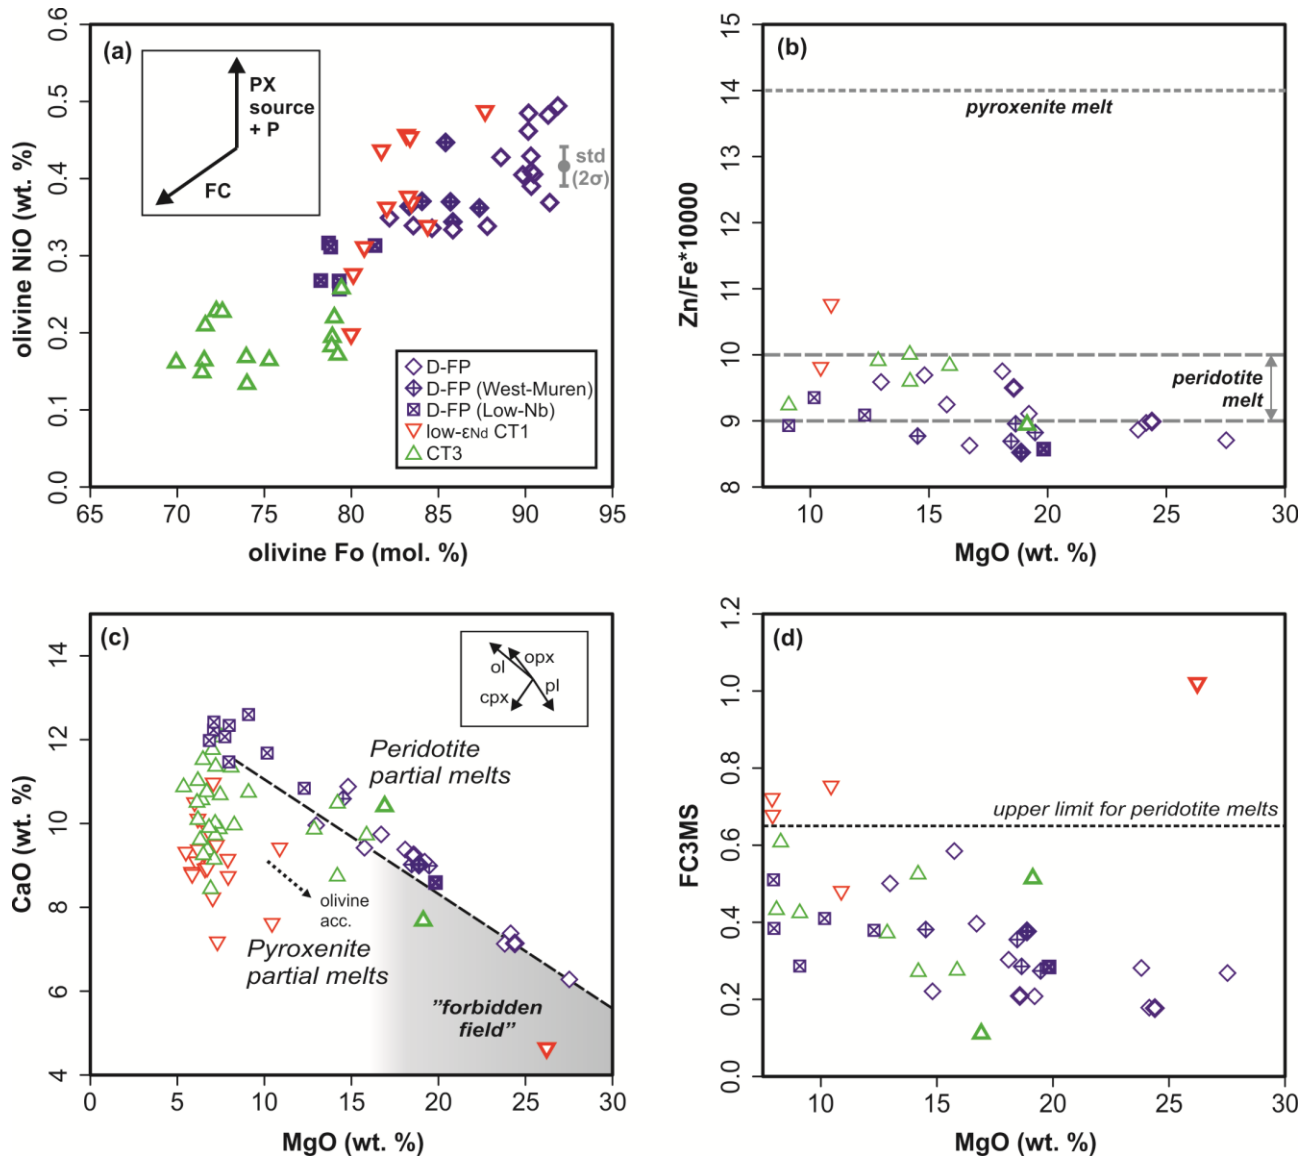 (a)
PX
source
+ P
FC
std
(2σ)
D-FP
D-FP (West-Muren)
D-FP (Low-Nb)
low-εNd CT1
CT3
0.0
0.1
0.2
0.3
0.4
0.5
0.6
olivine NiO (wt. %)
65
70
75
80
85
90
95
olivine Fo (mol. %)
(b)
pyroxenite melt
peridotite
melt
8
9
10
11
12
13
14
15
Zn/Fe*10000
10
15
20
25
30
MgO (wt. %)
(c)
ol
opx
cpx
pl
Peridotite
partial melts
olivine
acc.
Pyroxenite
partial melts
”forbidden
field”
4
6
8
10
12
14
CaO (wt. %)
0
5
10
15
20
25
30
MgO (wt. %)
(d)
upper limit for peridotite melts
0.0
0.2
0.4
0.6
0.8
1.0
1.2
FC3MS
10
15
20
25
30
MgO (wt. %)